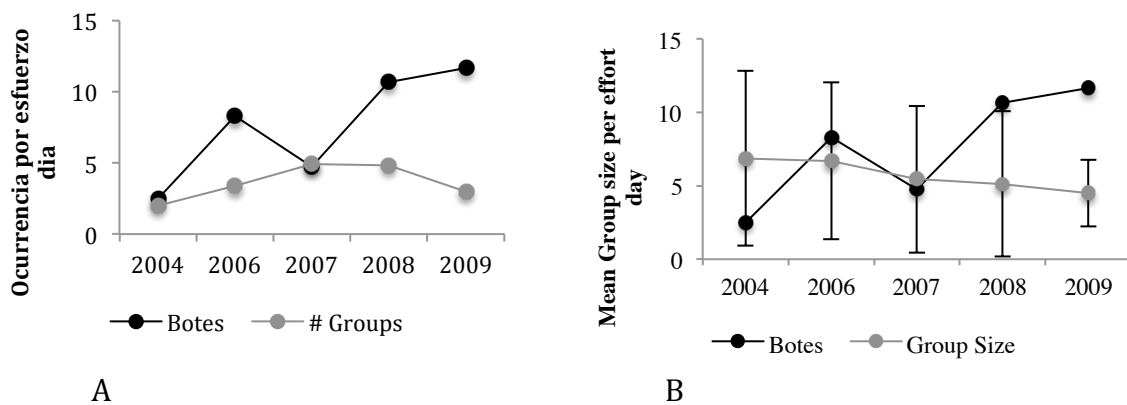 Ocurrencia por esfuerzo
dia
15
10
5
0
2004 2006 2007 2008 2009
Botes # Groups
A
Mean Group size per effort
day
15
10
5
0
2004 2006 2007 2008 2009
Botes Group Size
B